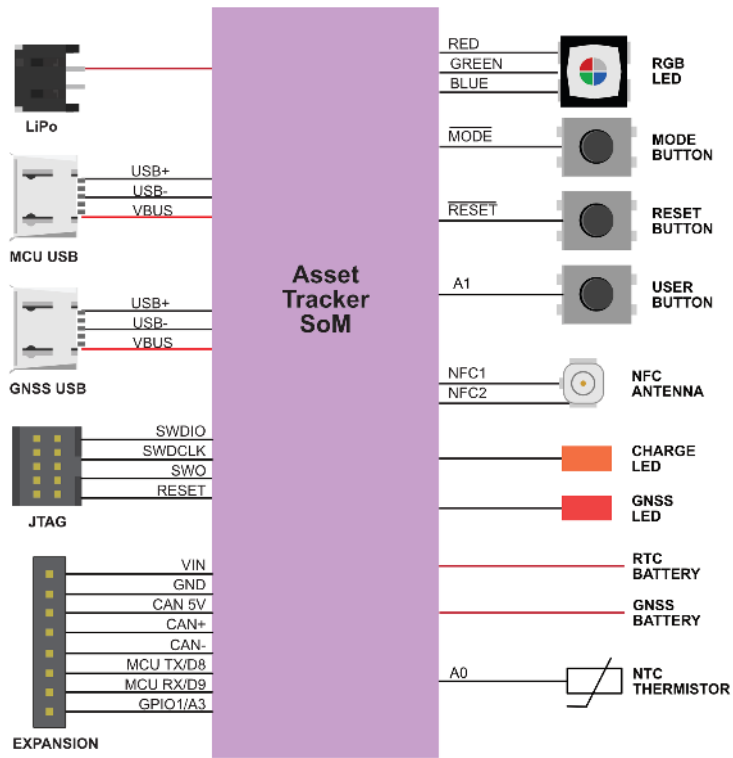 LiPo
USB+
USB-
VBUS
MCU USB
USB+
USB-
VBUS
GNSS USB
SWDIO
SWDCLK
SWO
RESET
JTAG
VIN
GND
CAN 5V
CAN+
CAN-
MCU TX/D8
MCU RX/D9
GPIO1/A3
EXPANSION
Asset
Tracker
SoM
RED
GREEN
BLUE
RGB
LED
MODE
MODE
BUTTON
RESET
RESET
BUTTON
A1
USER
BUTTON
NFC1
NFC2
NFC
ANTENNA
CHARGE
LED
GNSS
LED
RTC
BATTERY
GNSS
BATTERY
A0
NTC
THERMISTOR